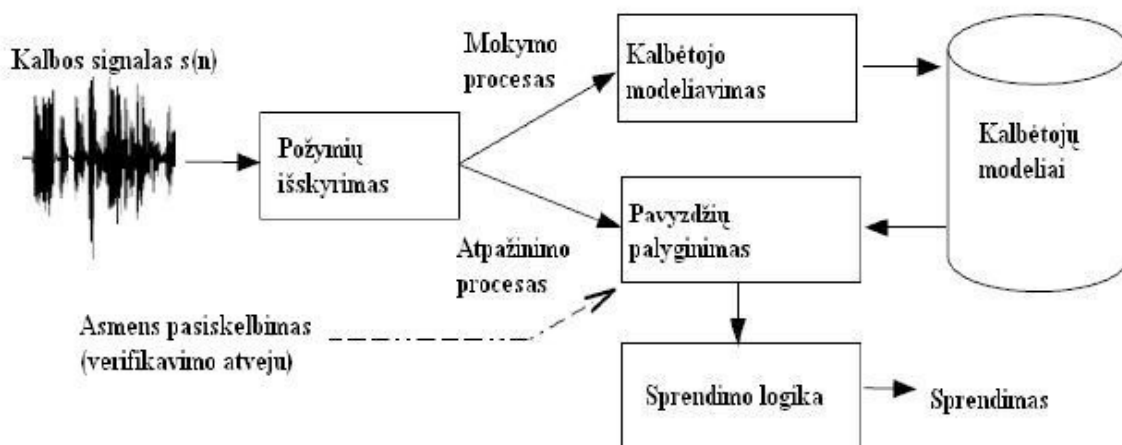 Kalbos signalas s(n)
Požymių
išskyrimas
Mokymo
procesas
Kalbėtojo
modeliavimas
Kalbėtojų
modeliai
Atpažinimo
procesas
Pavyzdžių
palyginimas
Asmens pasiskelbimas
(verifikavimo atveju)
Sprendimo logika
Sprendimas